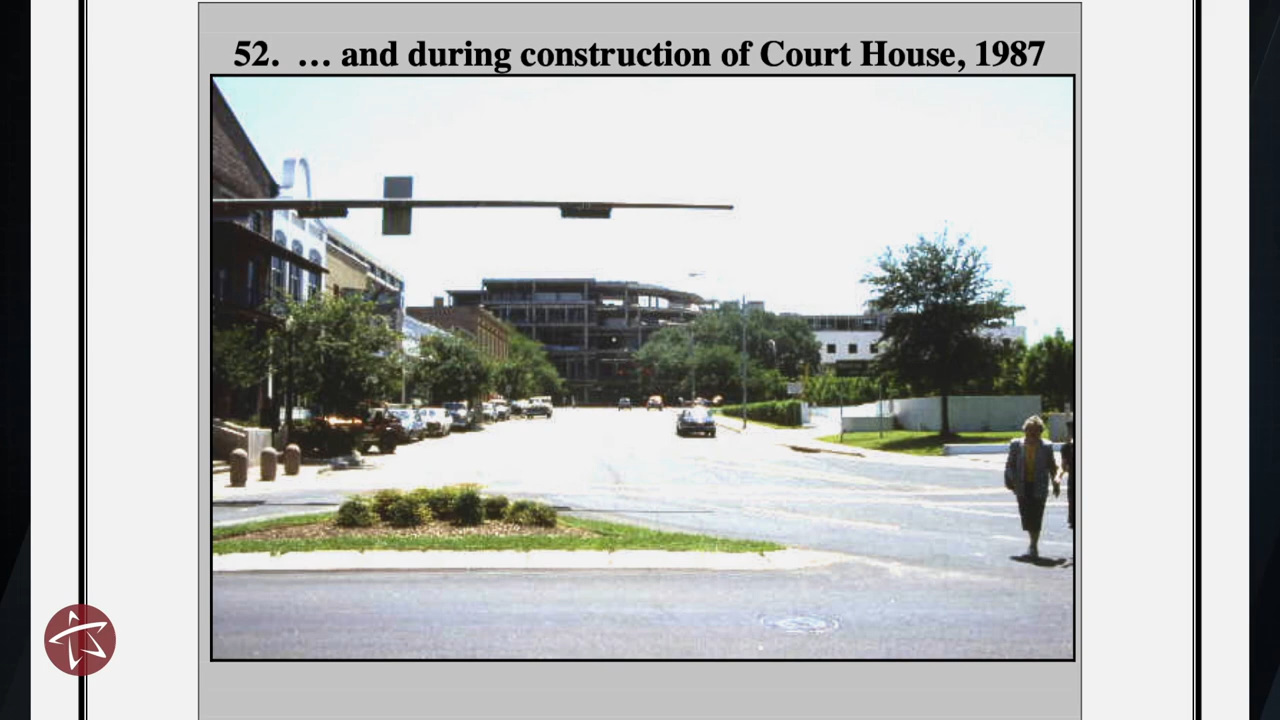 52. … and during construction of Court House, 1987